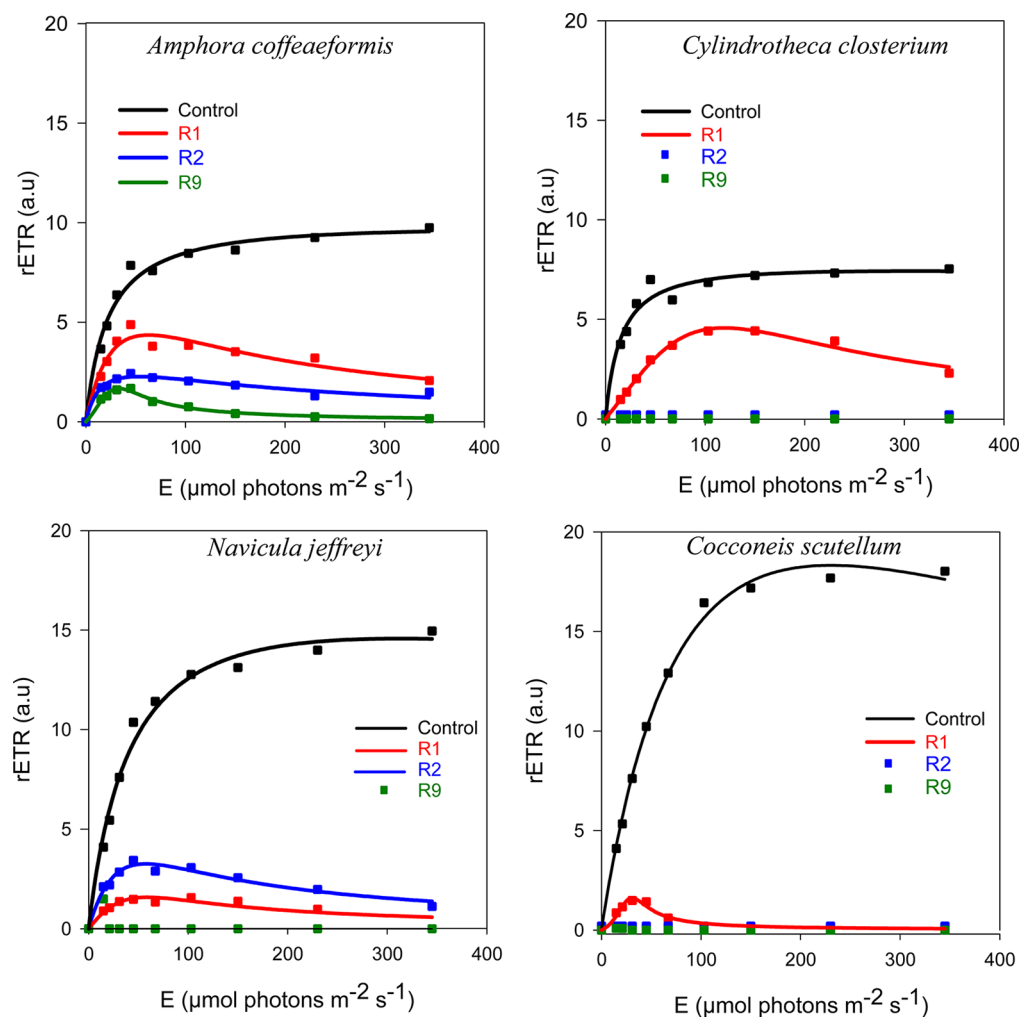 Amphora coffeaeformis
20
15
10
5
0
rETR (a.u)
Control
R1
R2
R9
0 100 200 300 400
E (µmol photons m-2 s-1)
Cylindrotheca closterium
20
15
10
5
0
rETR (a.u)
Control
R1
R2
R9
0 100 200 300 400
E (µmol photons m-2 s-1)
Navicula jeffreyi
20
15
10
5
0
rETR (a.u)
Control
R1
R2
R9
0 100 200 300 400
E (µmol photons m-2 s-1)
Cocconeis scutellum
20
15
10
5
0
rETR (a.u)
Control
R1
R2
R9
0 100 200 300 400
E (µmol photons m-2 s-1)